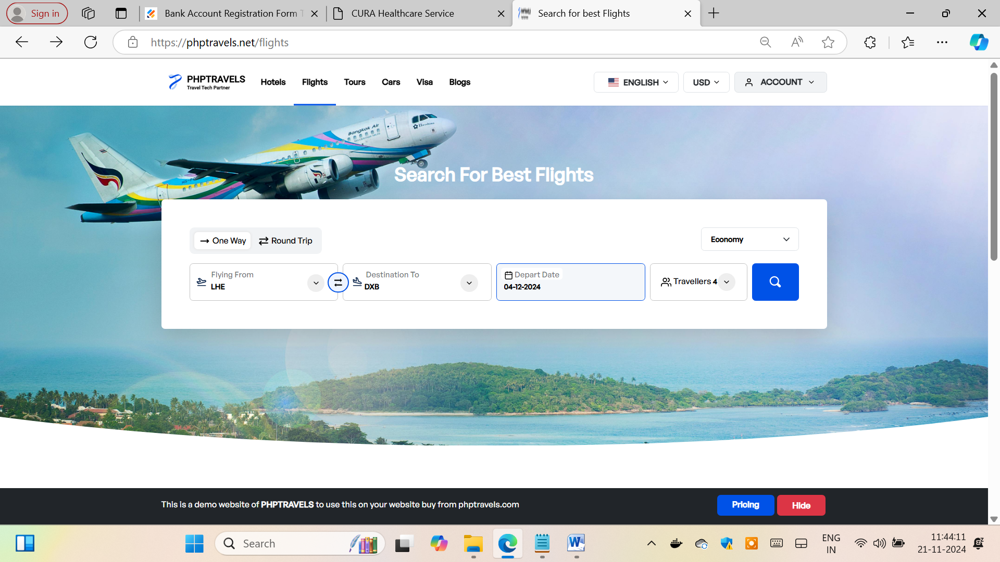 Sign in
Bank Account Registration Form
CURA Healthcare Service
Search for best Flights
https://phptravels.net/flights
PHPTRAVELS
Travel Tech Partner
Hotels
Flights
Tours
Cars
Visa
Blogs
ENGLISH
USD
ACCOUNT
Bangkok Air
Search For Best Flights
One Way
Round Trip
Economy
Flying From
LHE
Destination To
DXB
Depart Date
04-12-2024
Travellers 4
This is a demo website of PHPTRAVELS to use this on your website buy from phptravels.com
Pricing
Hide
Search
ENG
IN
11:44:11
21-11-2024